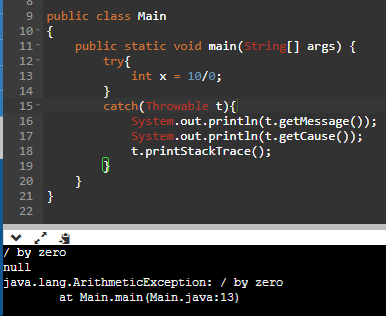 8
9 public class Main
10 {
11 public static void main(String[] args) {
12 try{
13 int x = 10/0;
14 }
15 catch(Throwable t){
16 System.out.println(t.getMessage());
17 System.out.println(t.getCause());
18 t.printStackTrace();
19 }
20 }
21 }
22
/ by zero
null
java.lang.ArithmeticException: / by zero
at Main.main(Main.java:13)